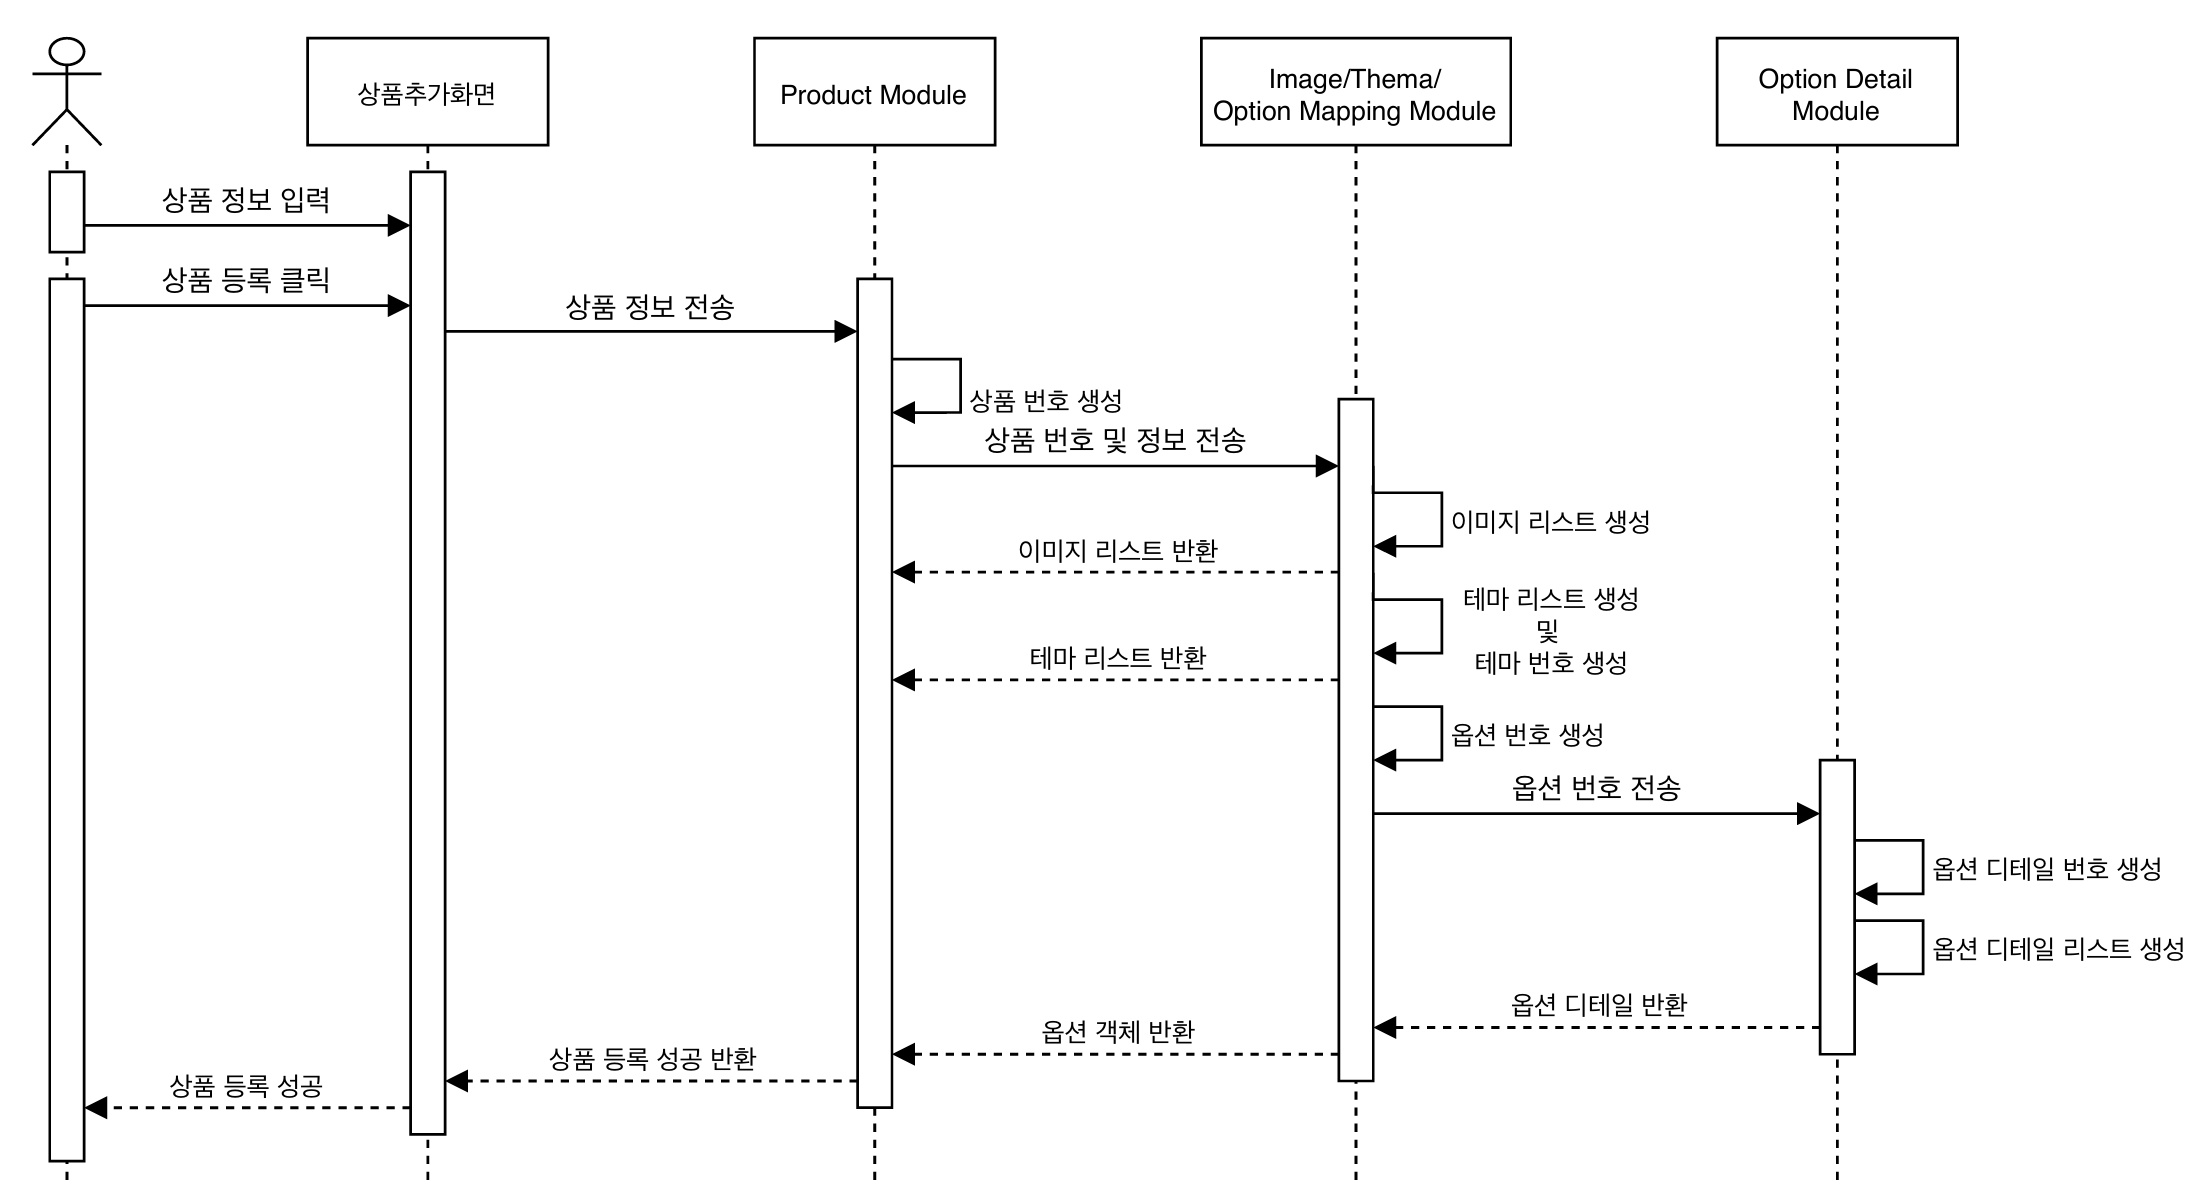 상품추가화면
Product Module
Image/Thema/
Option Mapping Module
Option Detail
Module
상품 정보 입력
상품 등록 클릭
상품 정보 전송
상품 번호 생성
상품 번호 및 정보 전송
이미지 리스트 생성
이미지 리스트 반환
테마 리스트 생성
및
테마 번호 생성
테마 리스트 반환
옵션 번호 생성
옵션 번호 전송
옵션 디테일 번호 생성
옵션 디테일 리스트 생성
옵션 디테일 반환
옵션 객체 반환
상품 등록 성공 반환
상품 등록 성공